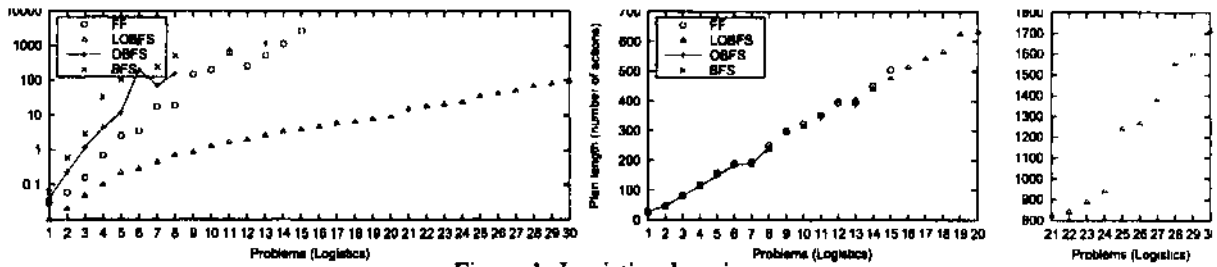 10000
1000
100
10
1
0.1
FF
LOBFS
OBFS
BFS
1 2 3 4 5 6 7 8 9 10 11 12 13 14 15 16 17 18 19 20 21 22 23 24 25 26 27 28 29 30
Problems (Logistics)
Plan length (number of actions)
700
600
500
400
300
200
100
0
FF
LOBFS
OBFS
BFS
1 2 3 4 5 6 7 8 9 10 11 12 13 14 15 16 17 18 19 20
Problems (Logistics)
1800
1700
1600
1500
1400
1300
1200
1100
1000
900
800
21 22 23 24 25 26 27 28 29 3
Problems (Logistics)